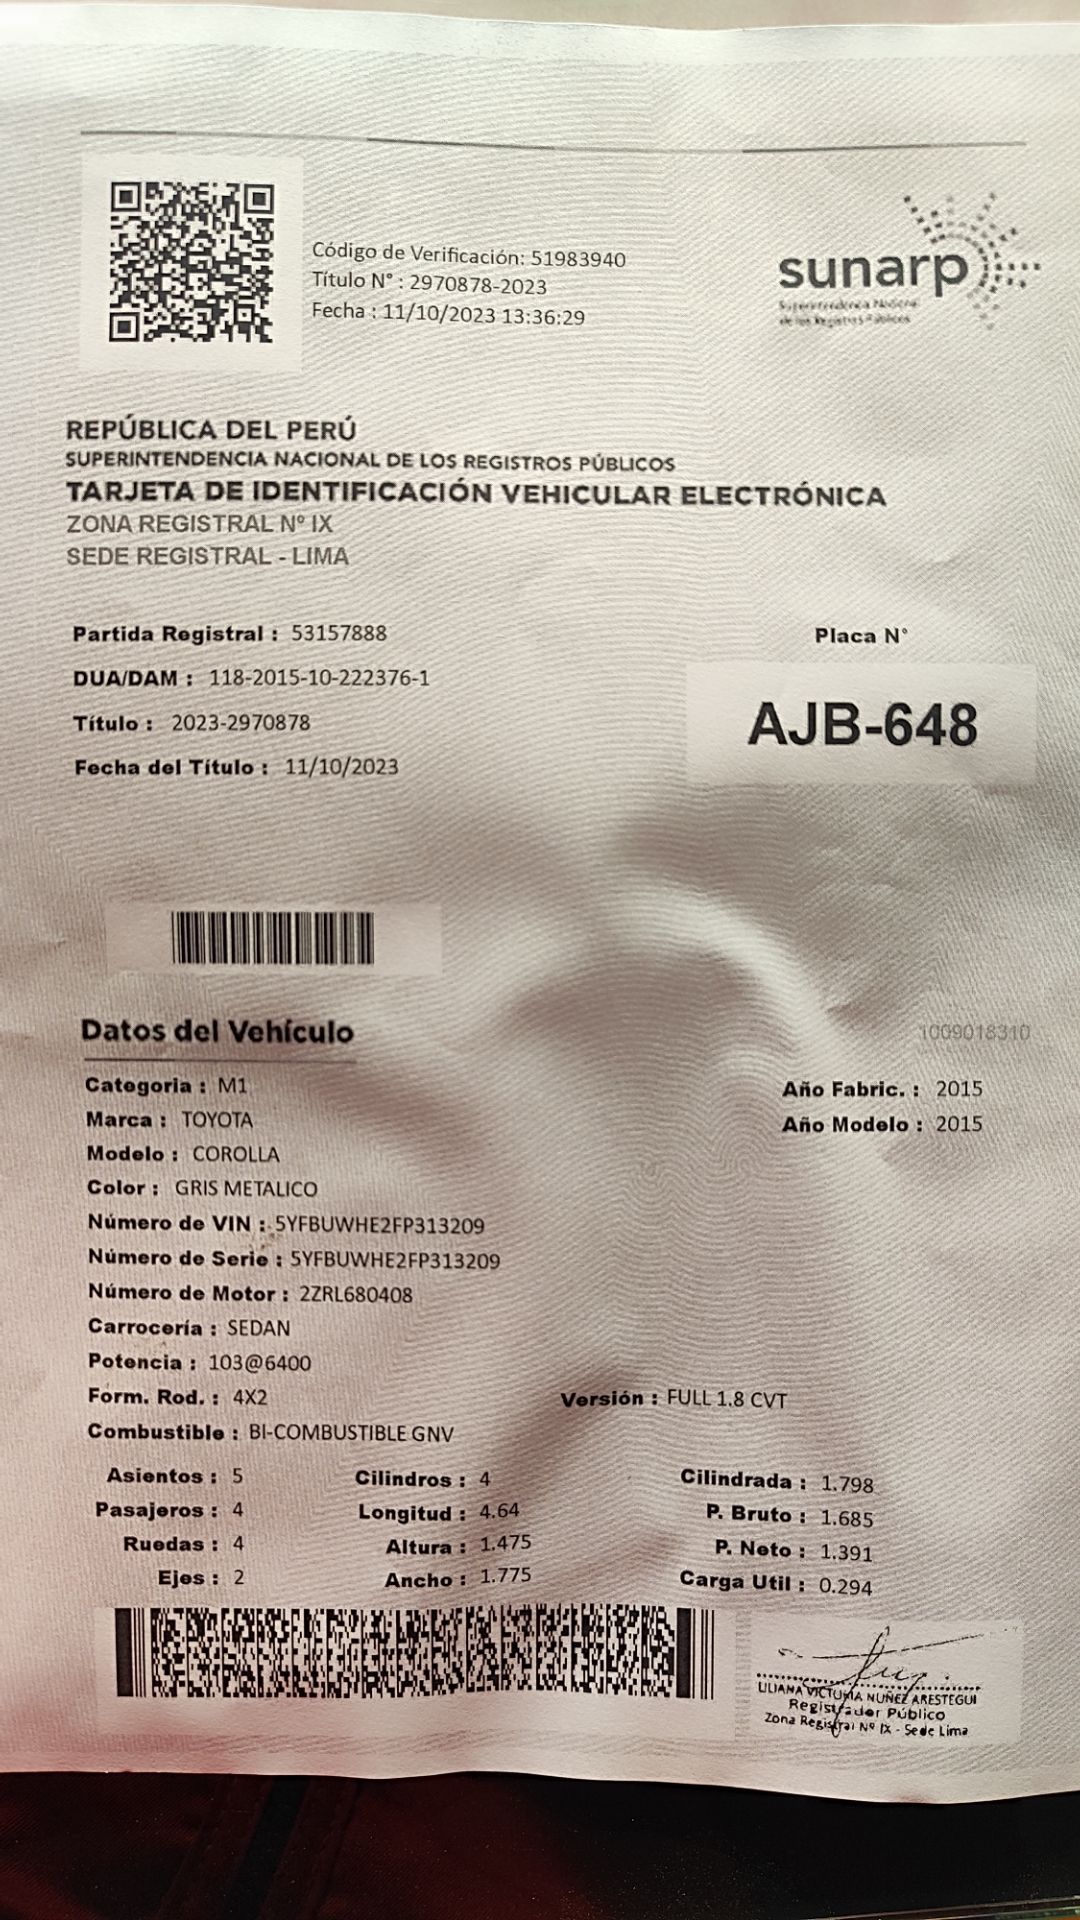 Código de Verificación: 51983940
Título N° : 2970878-2023
Fecha : 11/10/2023 13:36:29
sunarp
Superintendencia Nacional
de los Registros Públicos
REPÚBLICA DEL PERÚ
SUPERINTENDENCIA NACIONAL DE LOS REGISTROS PÚBLICOS
TARJETA DE IDENTIFICACIÓN VEHICULAR ELECTRÓNICA
ZONA REGISTRAL Nº IX
SEDE REGISTRAL - LIMA
Partida Registral : 53157888
DUA/DAM : 118-2015-10-222376-1
Título : 2023-2970878
Fecha del Título : 11/10/2023
Placa N°
AJB-648
Datos del Vehículo
1009018310
Categoria : M1
Marca : TOYOTA
Modelo : COROLLA
Color : GRIS METALICO
Número de VIN : 5YFBUWHE2FP313209
Número de Serie : 5YFBUWHE2FP313209
Número de Motor : 2ZRL680408
Carrocería : SEDAN
Potencia : 103@6400
Form. Rod. : 4X2
Combustible : BI-COMBUSTIBLE GNV
Año Fabric. : 2015
Año Modelo : 2015
Versión : FULL 1.8 CVT
Asientos : 5 Cilindros : 4 Cilindrada : 1.798
Pasajeros : 4 Longitud : 4.64 P. Bruto : 1.685
Ruedas : 4 Altura : 1.475 P. Neto : 1.391
Ejes : 2 Ancho : 1.775 Carga Util : 0.294
LILIANA VICTORIA NUÑEZ ARESTEGUI
Registrador Público
Zona Registral Nº IX - Sede Lima